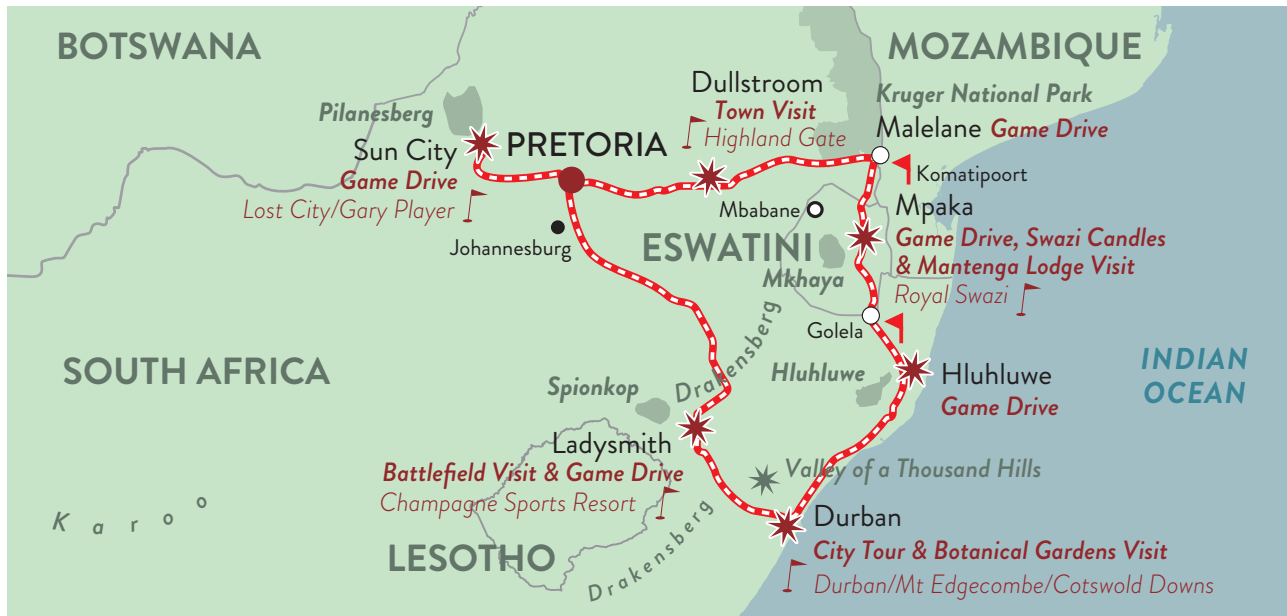 BOTSWANA
MOZAMBIQUE
Pilanesberg
Dullstroom
Town Visit
Highland Gate
Kruger National Park
Malelane Game Drive
Komatipoort
Sun City
Game Drive
Lost City/Gary Player
PRETORIA
Johannesburg
Mbabane
ESWATINI
Mkhaya
Mpaka
Game Drive, Swazi Candles
& Mantenga Lodge Visit
Royal Swazi
Golela
SOUTH AFRICA
Drakensberg
Hluhluwe
Hluhluwe
Game Drive
INDIAN
OCEAN
Spionkop
Ladysmith
Battlefield Visit & Game Drive
Champagne Sports Resort
Valley of a Thousand Hills
Karoo
LESOTHO
Drakensberg
Durban
City Tour & Botanical Gardens Visit
Durban/Mt Edgecombe/Cotswold Downs